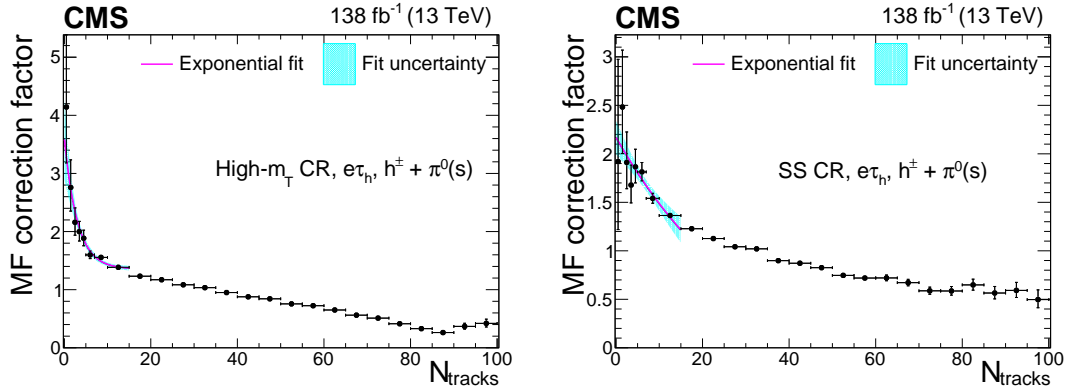 CMS 138 fb⁻¹ (13 TeV)
MF correction factor
Exponential fit Fit uncertainty
High-m_T CR, eτ_h, h^± + π⁰(s)
5
4
3
2
1
0
0 20 40 60 80 100
N_tracks
CMS 138 fb⁻¹ (13 TeV)
MF correction factor
Exponential fit Fit uncertainty
SS CR, eτ_h, h^± + π⁰(s)
3
2.5
2
1.5
1
0.5
0
0 20 40 60 80 100
N_tracks